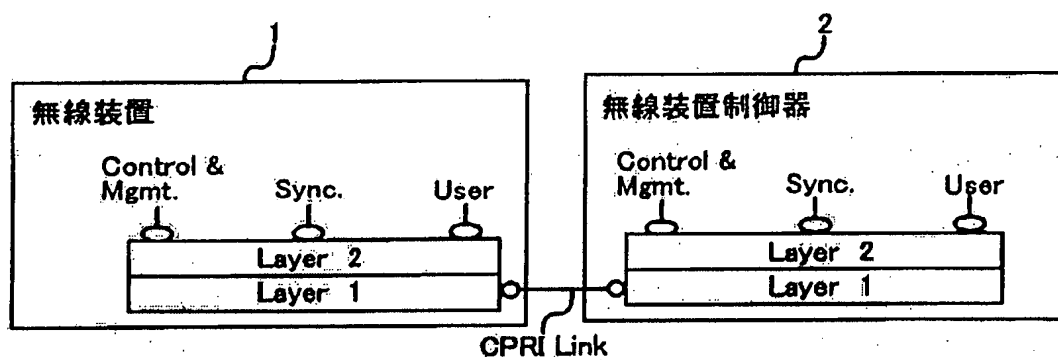 1
2
無線装置
無線装置制御器
Control &
Mgmt.
Sync.
User
Control &
Mgmt.
Sync.
User
Layer 2
Layer 1
Layer 2
Layer 1
CPRI Link